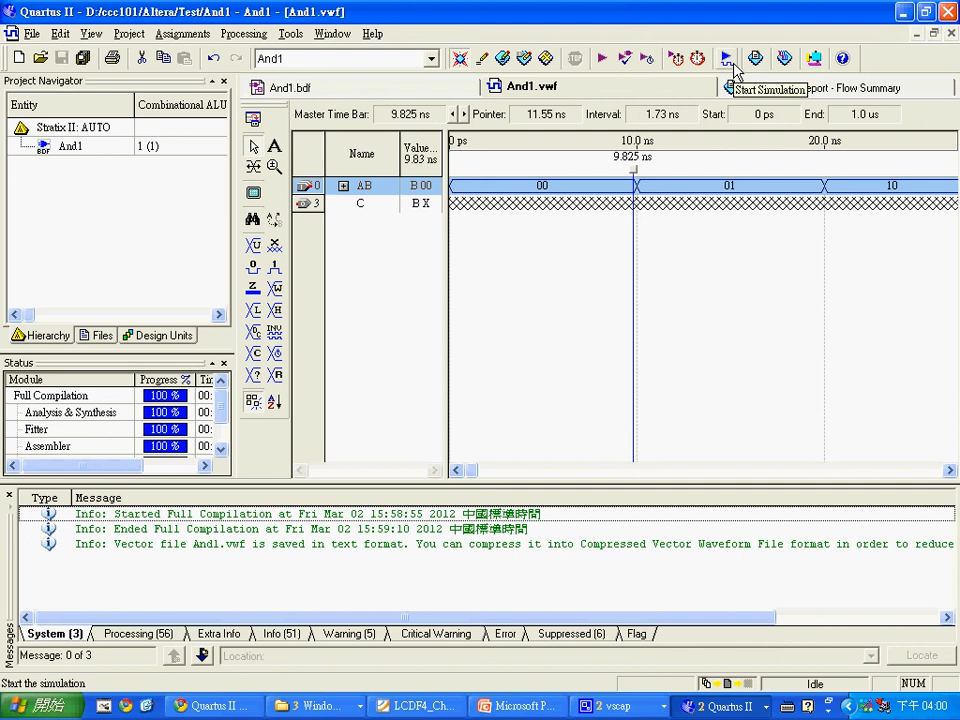 Quartus II - D:/ccc101/Altera/Test/And1 - And1 - [And1.vwf]
File Edit View Project Assignments Processing Tools Window Help
And1
Start Simulation
Project Navigator
And1.bdf
And1.vwf
eport - Flow Summary
Entity
Combinational ALU
Stratix II: AUTO
And1
1 (1)
Master Time Bar: 9.825 ns
Pointer: 11.55 ns
Interval: 1.73 ns
Start: 0 ps
End: 1.0 us
Name
Value...
9.83 ns
0 ps
10.0 ns
20.0 ns
9.825 ns
0
AB
B 00
00
01
10
3
C
B X
Hierarchy
Files
Design Units
Status
Module
Progress %
Tir
Full Compilation
100 %
00:
Analysis & Synthesis
100 %
00:
Fitter
100 %
00:
Assembler
100 %
00:
Type
Message
Info: Started Full Compilation at Fri Mar 02 15:58:55 2012 中國標準時間
Info: Ended Full Compilation at Fri Mar 02 15:59:10 2012 中國標準時間
Info: Vector file And1.vwf is saved in text format. You can compress it into Compressed Vector Waveform File format in order to reduce
Messages
System (3)
Processing (56)
Extra Info
Info (51)
Warning (5)
Critical Warning
Error
Suppressed (6)
Flag
Message: 0 of 3
Location:
Locate
Start the simulation
Idle
NUM
開始
Quartus II ...
3 Windo...
LCDF4_Ch...
Microsoft P...
2 vscap
2 Quartus II
下午 04:00